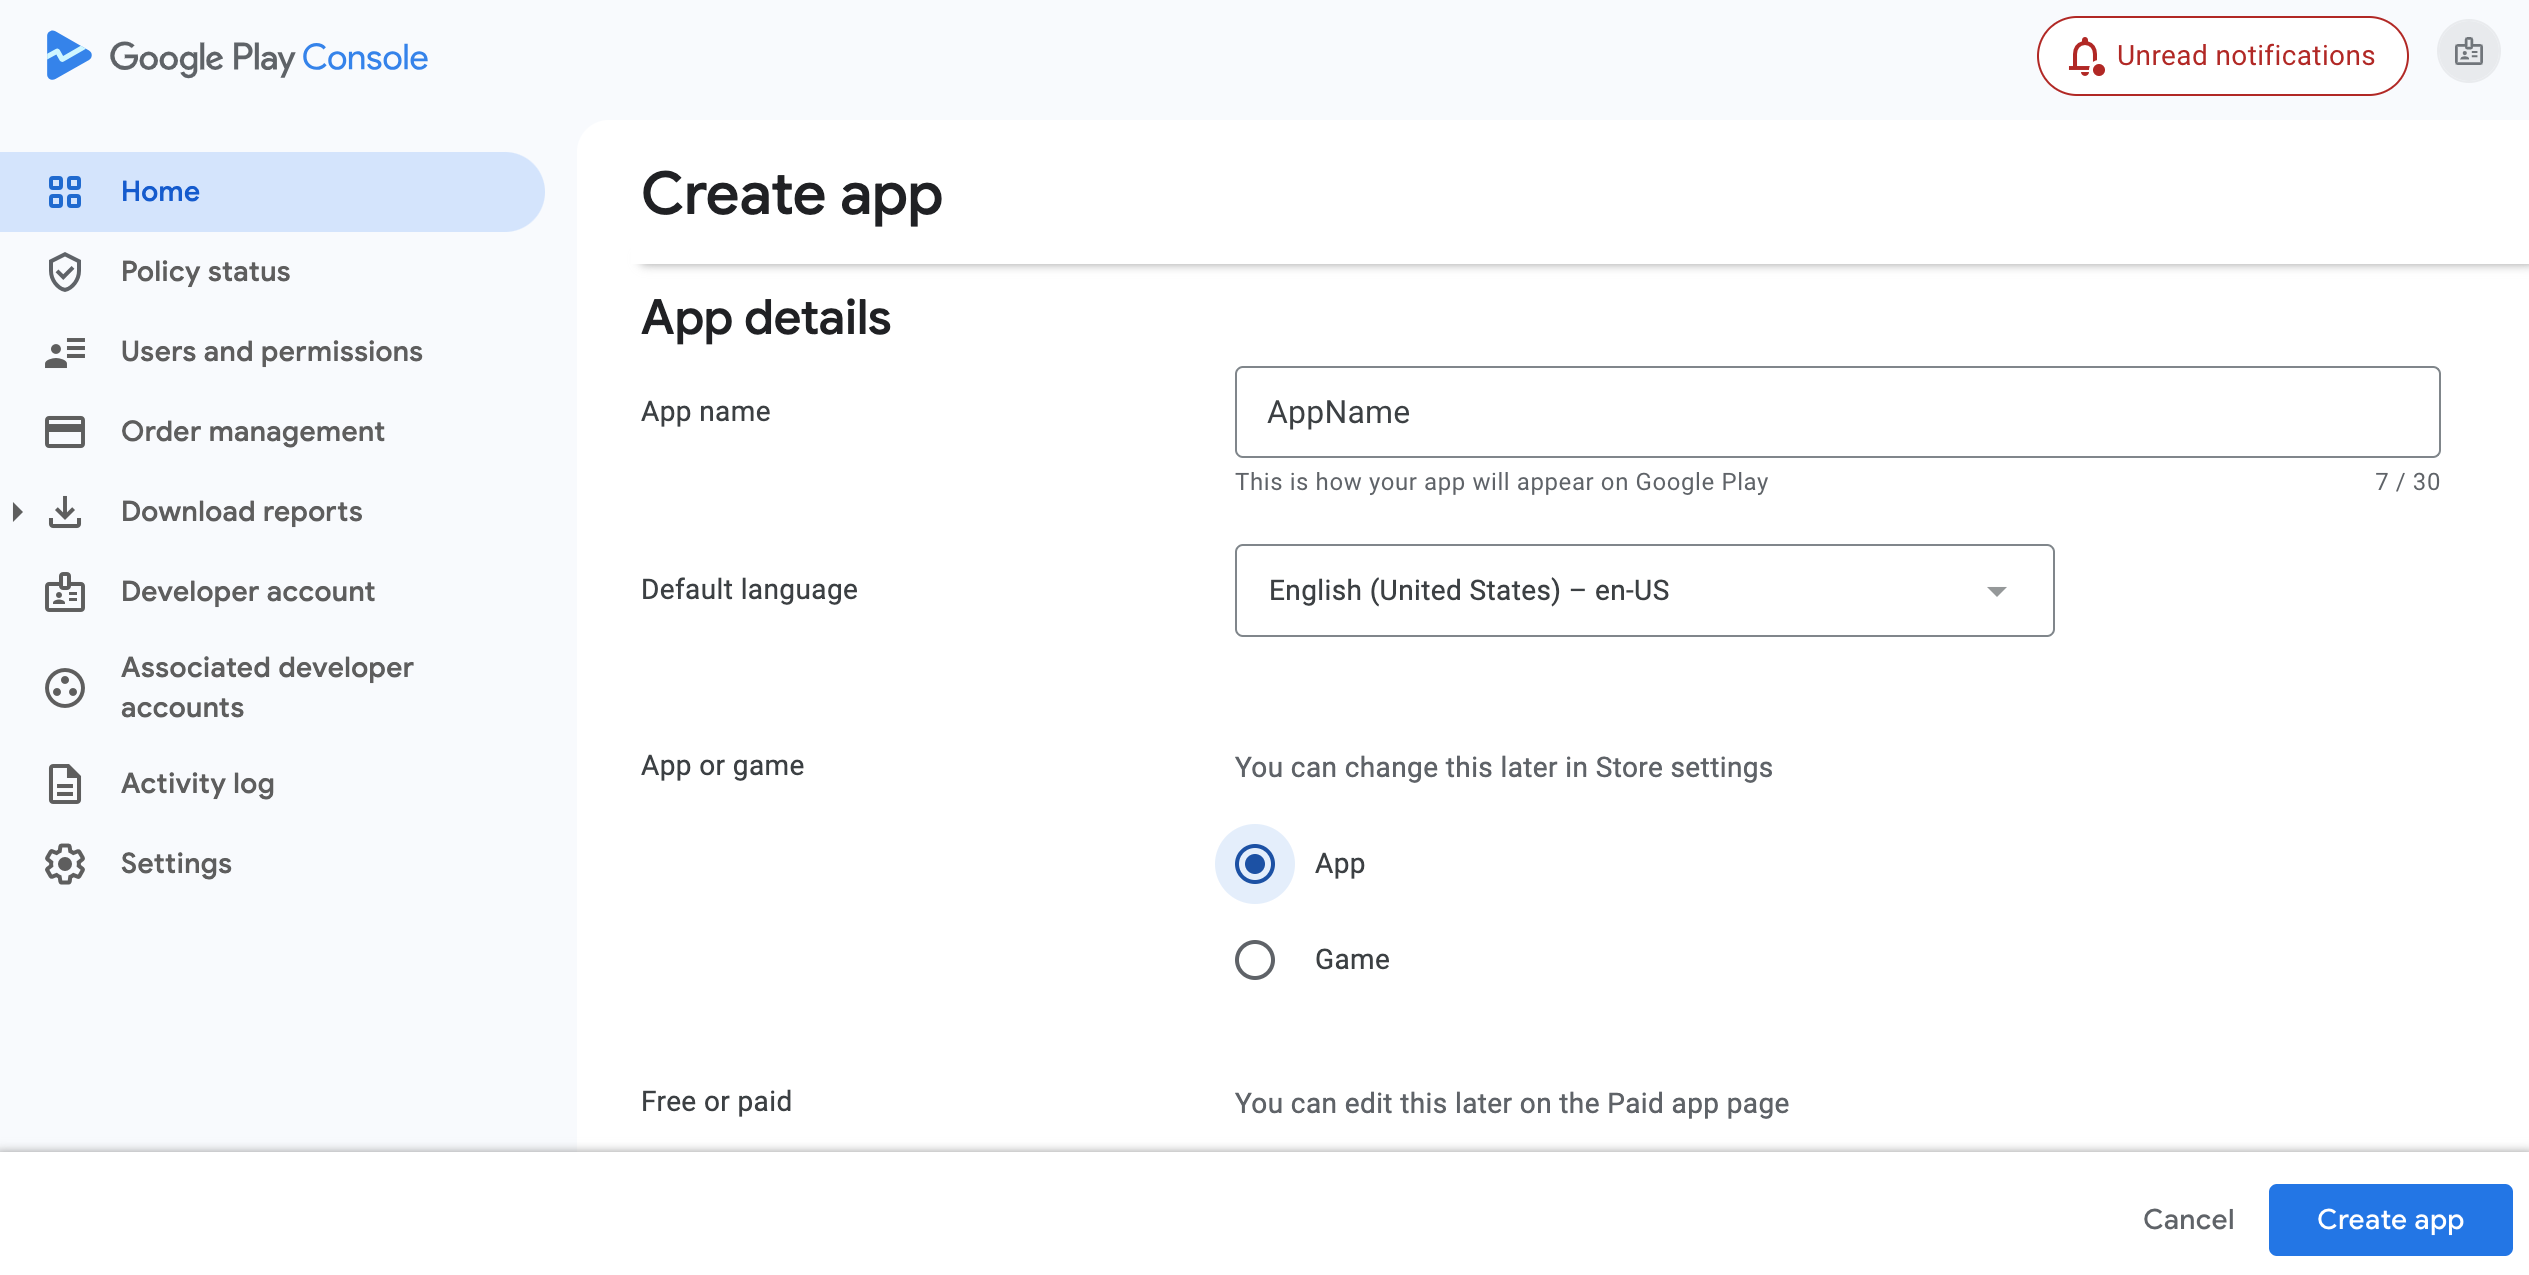 Google Play Console
Unread notifications
Home
Policy status
Users and permissions
Order management
Download reports
Developer account
Associated developer
accounts
Activity log
Settings
Create app
App details
App name
AppName
This is how your app will appear on Google Play
7 / 30
Default language
English (United States) – en-US
App or game
You can change this later in Store settings
App
Game
Free or paid
You can edit this later on the Paid app page
Cancel
Create app